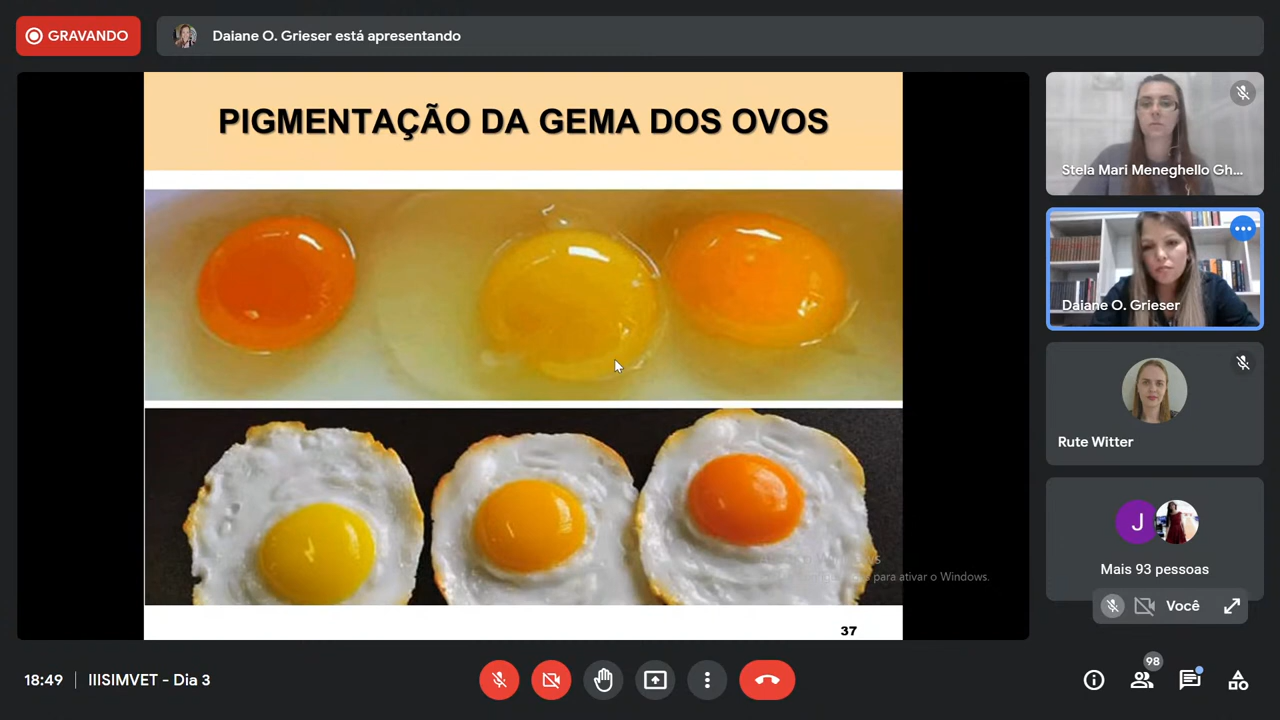 GRAVANDO
Daiane O. Grieser está apresentando
PIGMENTAÇÃO DA GEMA DOS OVOS
Stela Mari Meneghello Gh...
Daiane O. Grieser
Rute Witter
J
Mais 93 pessoas
para ativar o Windows.
Você
37
18:49
IIISIMVET - Dia 3
98